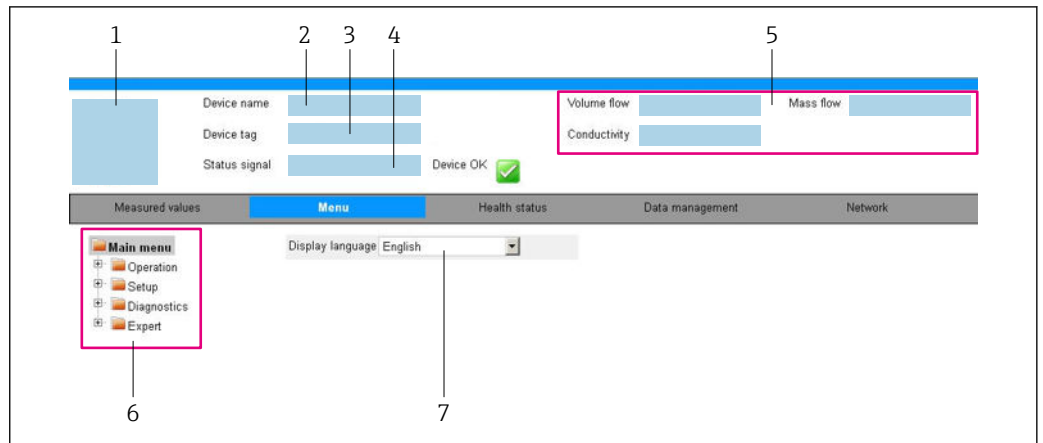 1 2 3 4 5
Device name Volume flow Mass flow
Device tag Conductivity
Status signal Device OK
Measured values Menu Health status Data management Network
Main menu Display language English
Operation
Setup
Diagnostics
Expert
6 7